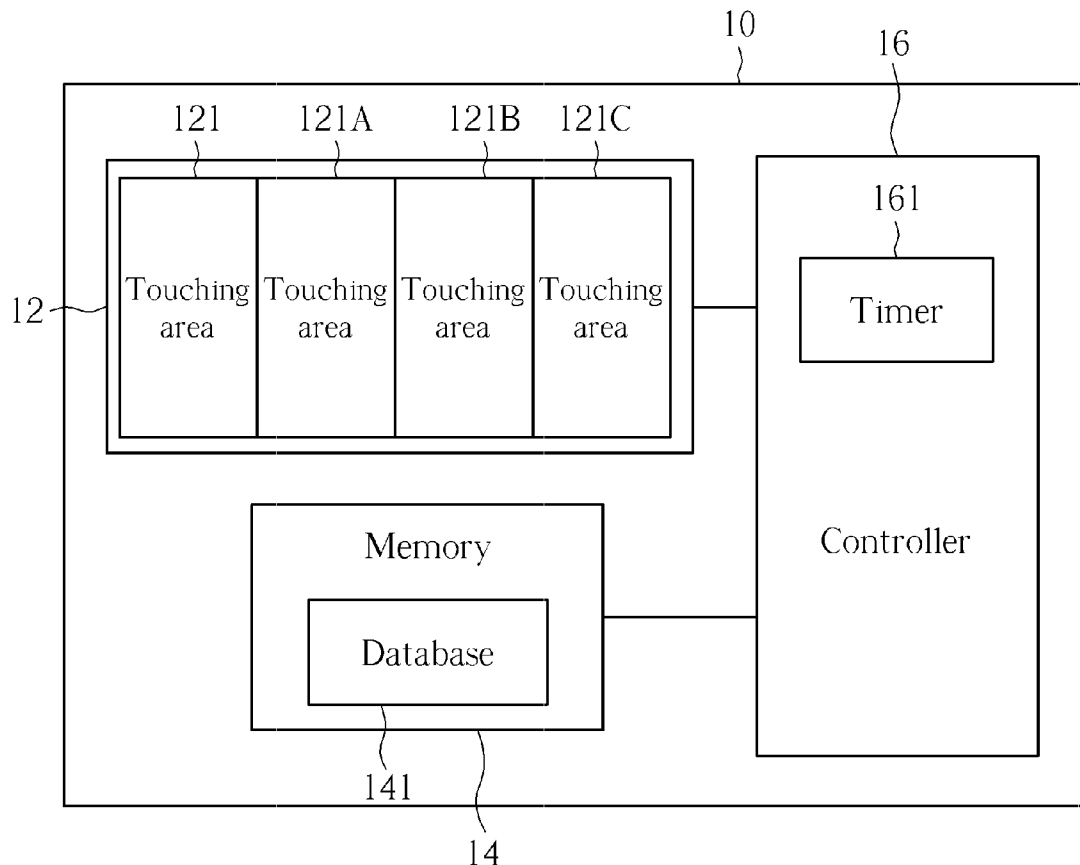 10
16
121
121A
121B
121C
161
Touching
area
Touching
area
Touching
area
Touching
area
Timer
12
Controller
Memory
Database
141
14